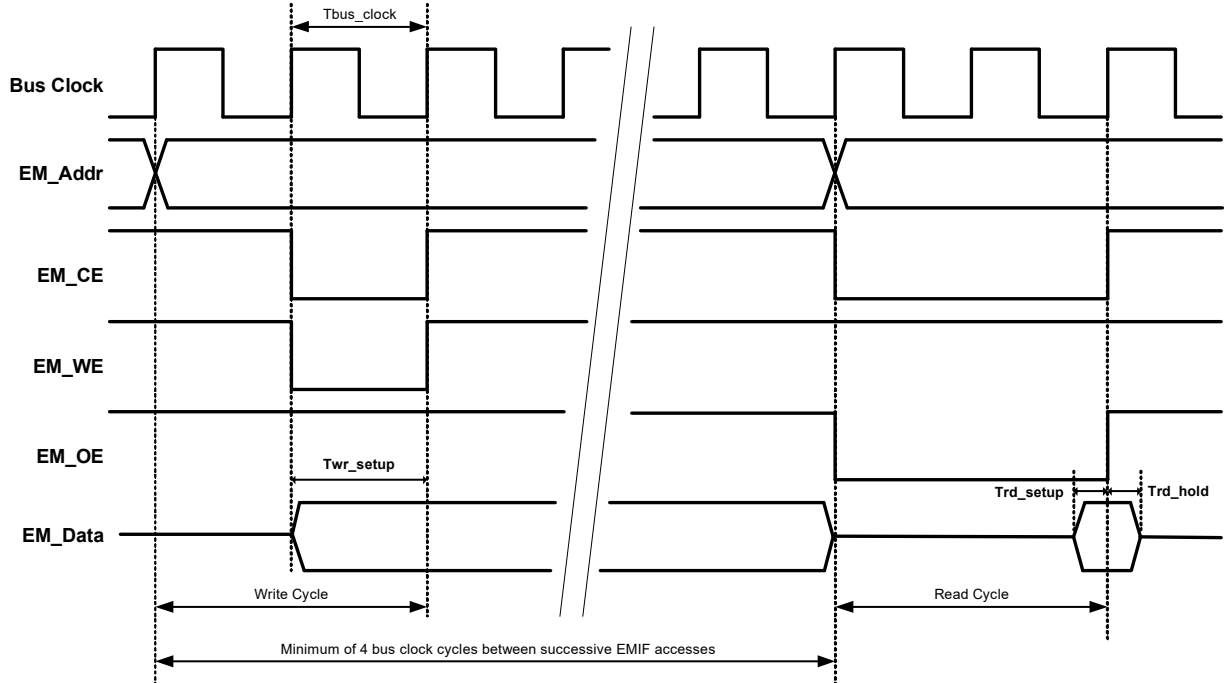 Tbus_clock
Bus Clock
EM_Addr
EM_CE
EM_WE
EM_OE
Twr_setup
Trd_setup
Trd_hold
EM_Data
Write Cycle
Read Cycle
Minimum of 4 bus clock cycles between successive EMIF accesses